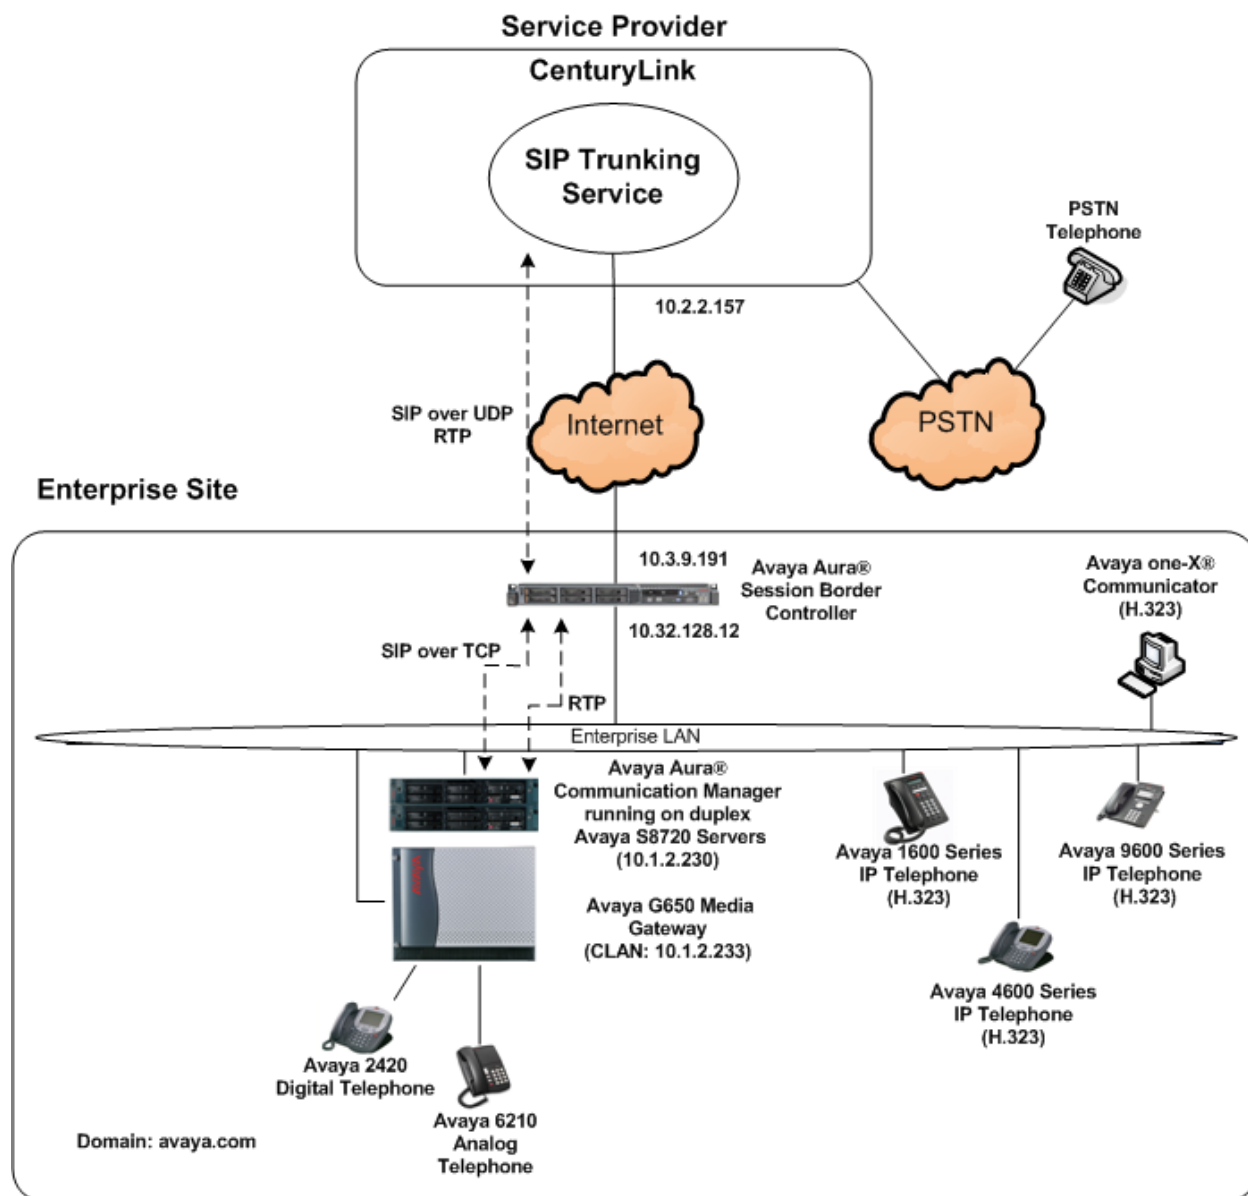 Service Provider
CenturyLink
SIP Trunking
Service
PSTN
Telephone
10.2.2.157
SIP over UDP
RTP
Internet
PSTN
Enterprise Site
10.3.9.191
Avaya Aura®
Session Border
Controller
Avaya one-X®
Communicator
(H.323)
10.32.128.12
SIP over TCP
RTP
Enterprise LAN
Avaya Aura®
Communication Manager
running on duplex
Avaya S8720 Servers
(10.1.2.230)
Avaya 1600 Series
IP Telephone
(H.323)
Avaya 9600 Series
IP Telephone
(H.323)
AVAYA
Avaya G650 Media
Gateway
(CLAN: 10.1.2.233)
Avaya 4600 Series
IP Telephone
(H.323)
Avaya 2420
Digital Telephone
Avaya 6210
Analog
Telephone
Domain: avaya.com